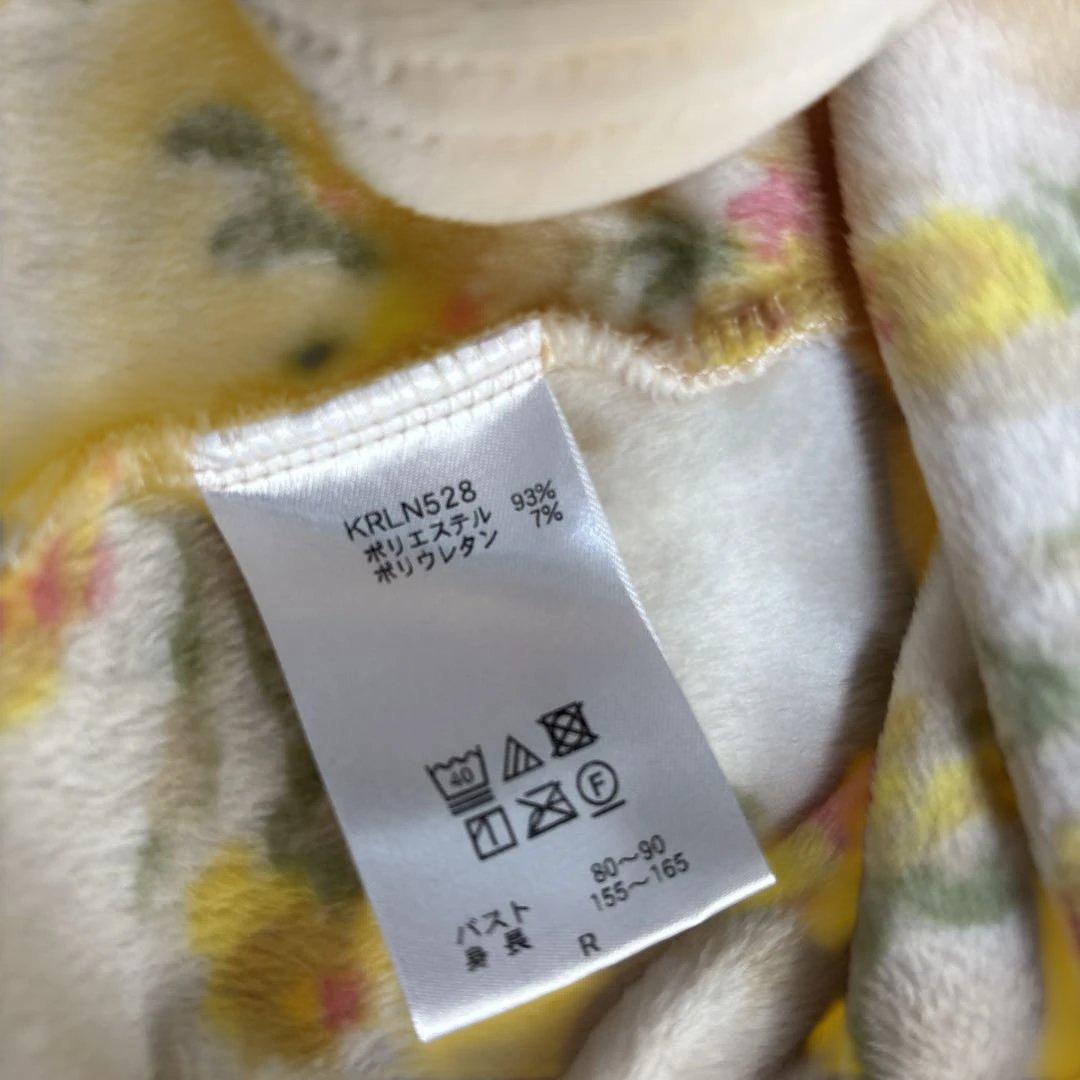 KRLN528
ポリエステル 93%
ポリウレタン 7%
40
F
バスト 80～90
身長 155～165
R